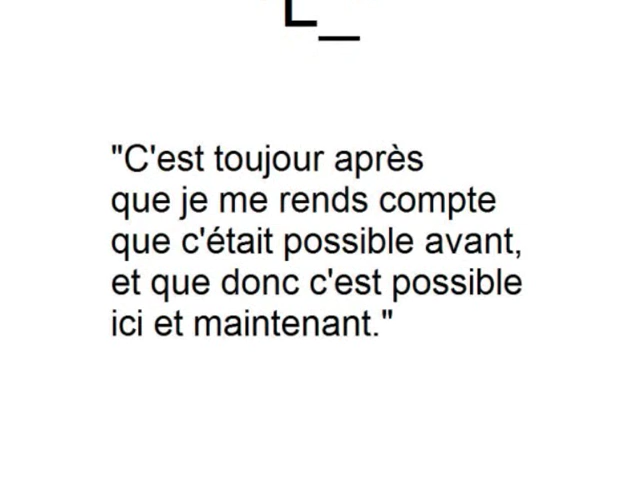 L_
"C'est toujour après
que je me rends compte
que c'était possible avant,
et que donc c'est possible
ici et maintenant."